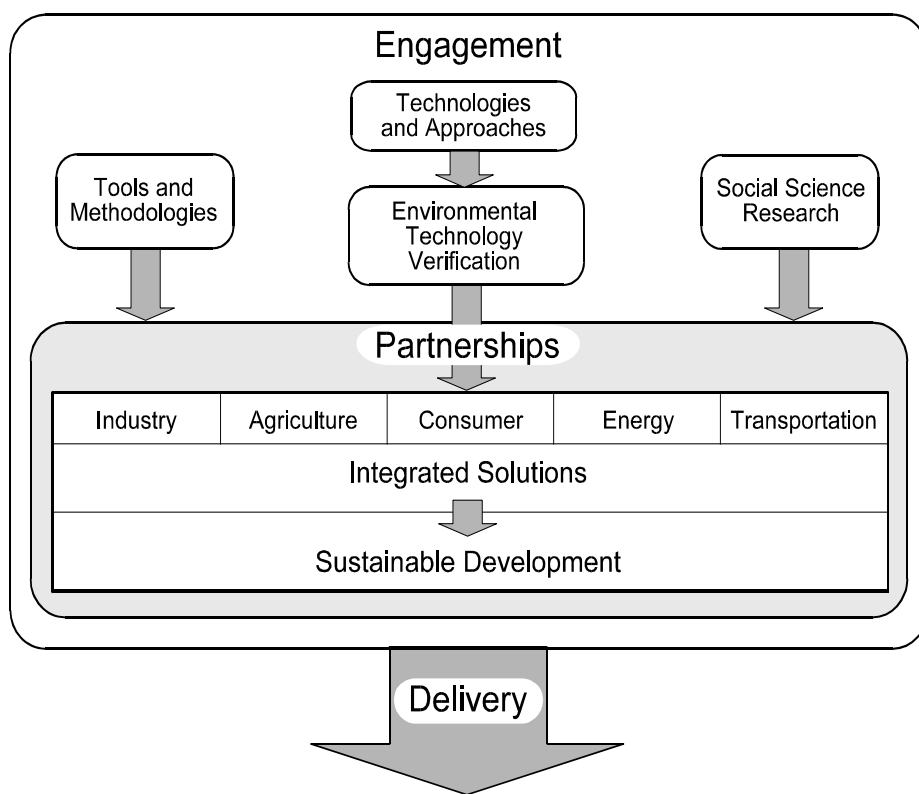 Engagement
Technologies
and Approaches
Tools and
Methodologies
Environmental
Technology
Verification
Social Science
Research
Partnerships
Industry
Agriculture
Consumer
Energy
Transportation
Integrated Solutions
Sustainable Development
Delivery